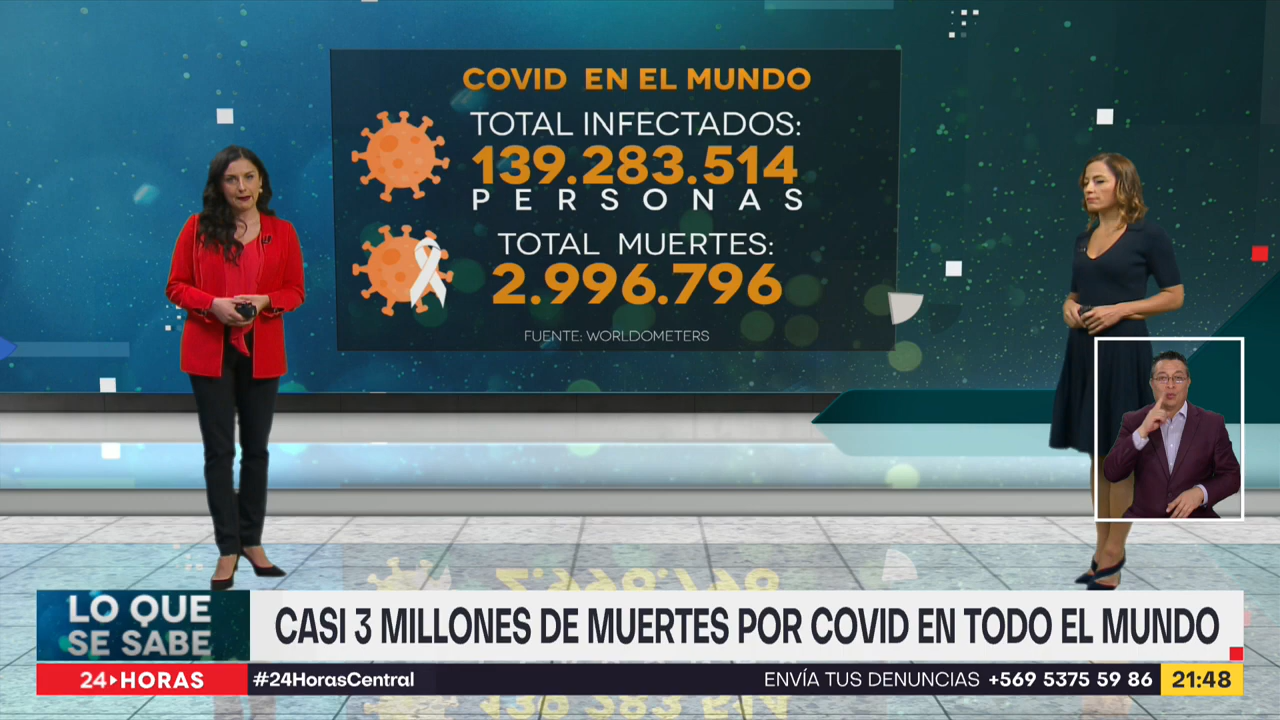 COVID EN EL MUNDO
TOTAL INFECTADOS:
139.283.514
PERSONAS
TOTAL MUERTES:
2.996.796
FUENTE: WORLDOMETERS
LO QUE
SE SABE
CASI 3 MILLONES DE MUERTES POR COVID EN TODO EL MUNDO
24 HORAS
#24HorasCentral
ENVÍA TUS DENUNCIAS +569 5375 59 86
21:48